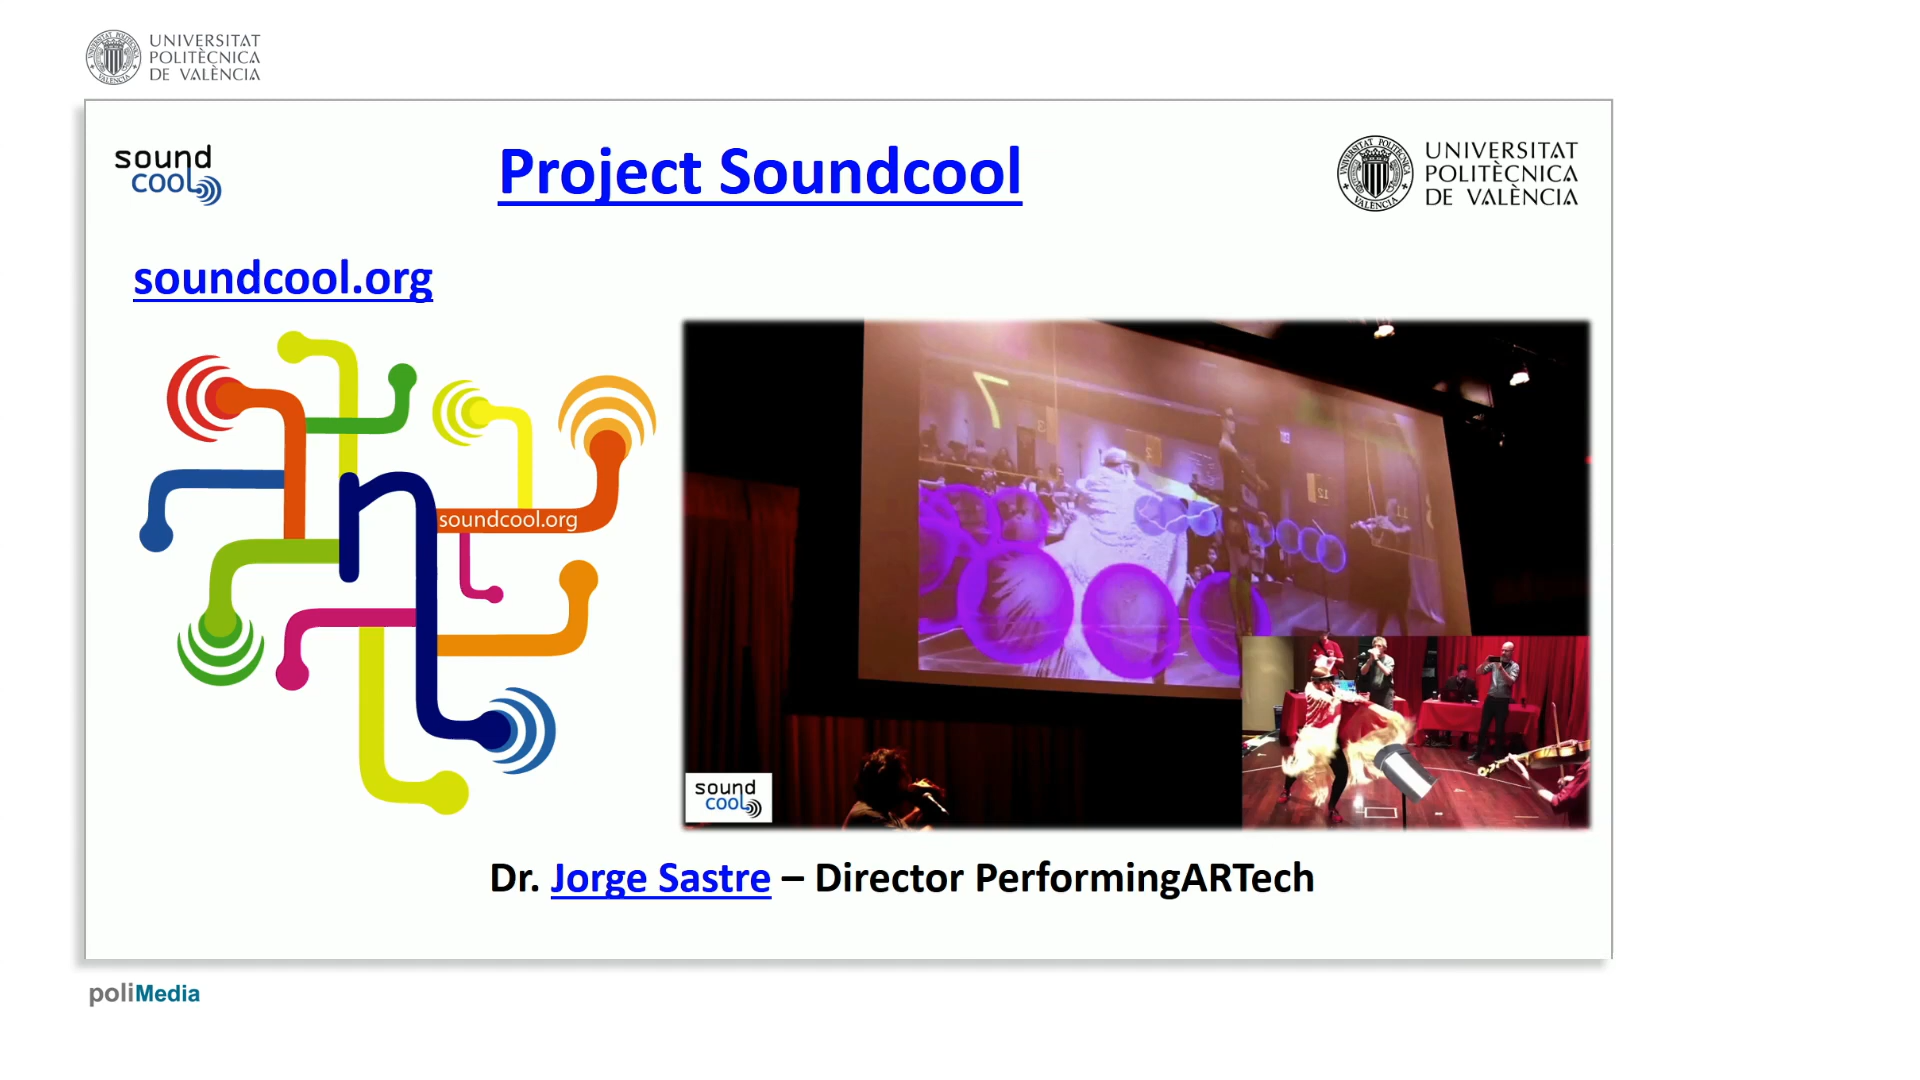 UNIVERSITAT
POLITÈCNICA
DE VALÈNCIA
sound
cool
Project Soundcool
UNIVERSITAT
POLITÈCNICA
DE VALÈNCIA
soundcool.org
soundcool.org
7
sound
cool
Dr. Jorge Sastre – Director PerformingARTech
poliMedia